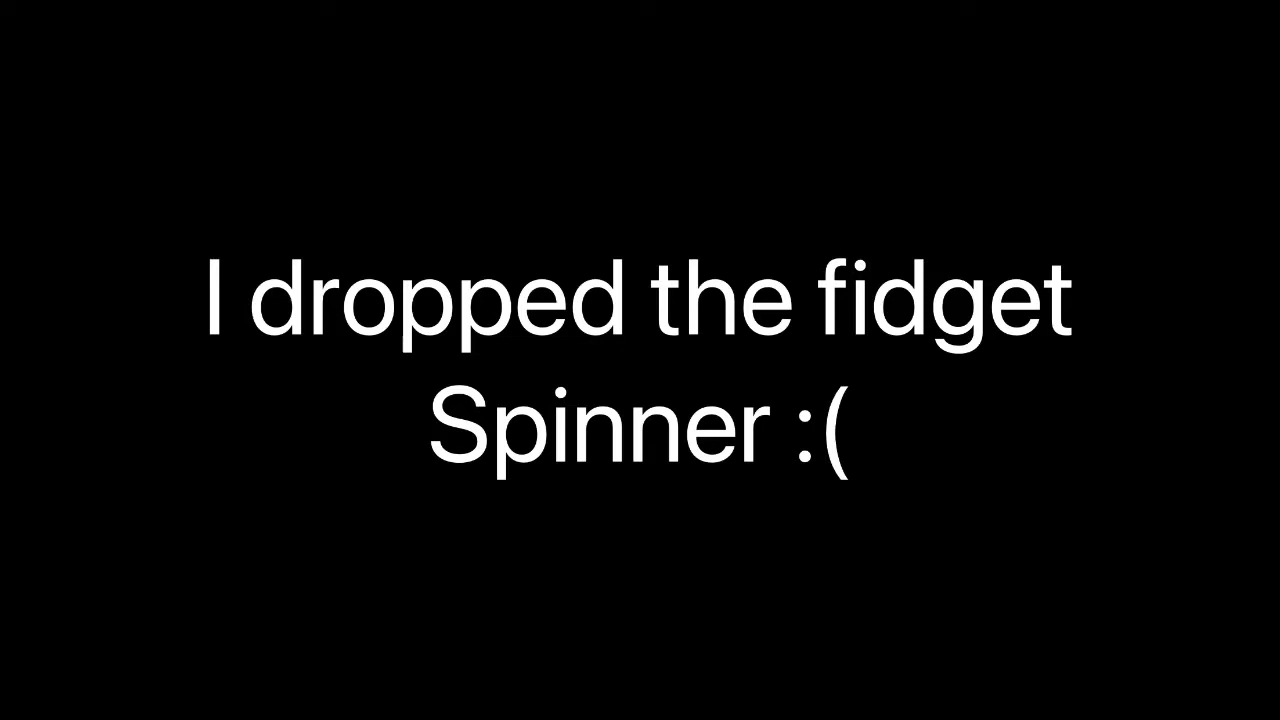 I dropped the fidget
Spinner :(